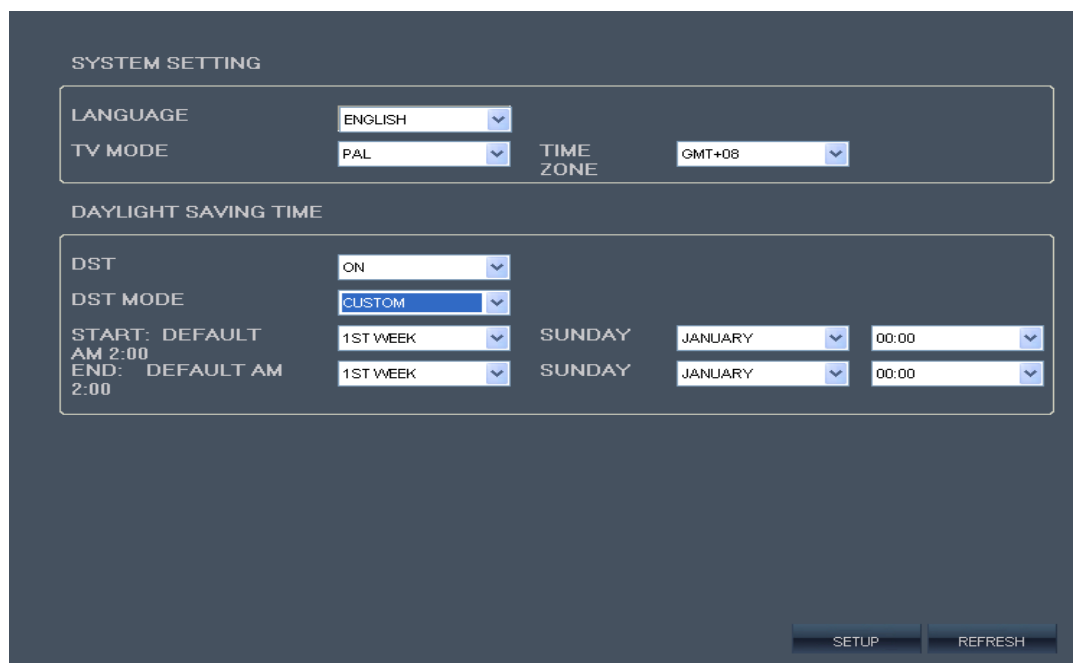 SYSTEM SETTING
LANGUAGE ENGLISH
TV MODE PAL TIME ZONE GMT+08
DAYLIGHT SAVING TIME
DST ON
DST MODE CUSTOM
START: DEFAULT AM 2:00 1ST WEEK SUNDAY JANUARY 00:00
END: DEFAULT AM 2:00 1ST WEEK SUNDAY JANUARY 00:00
SETUP REFRESH